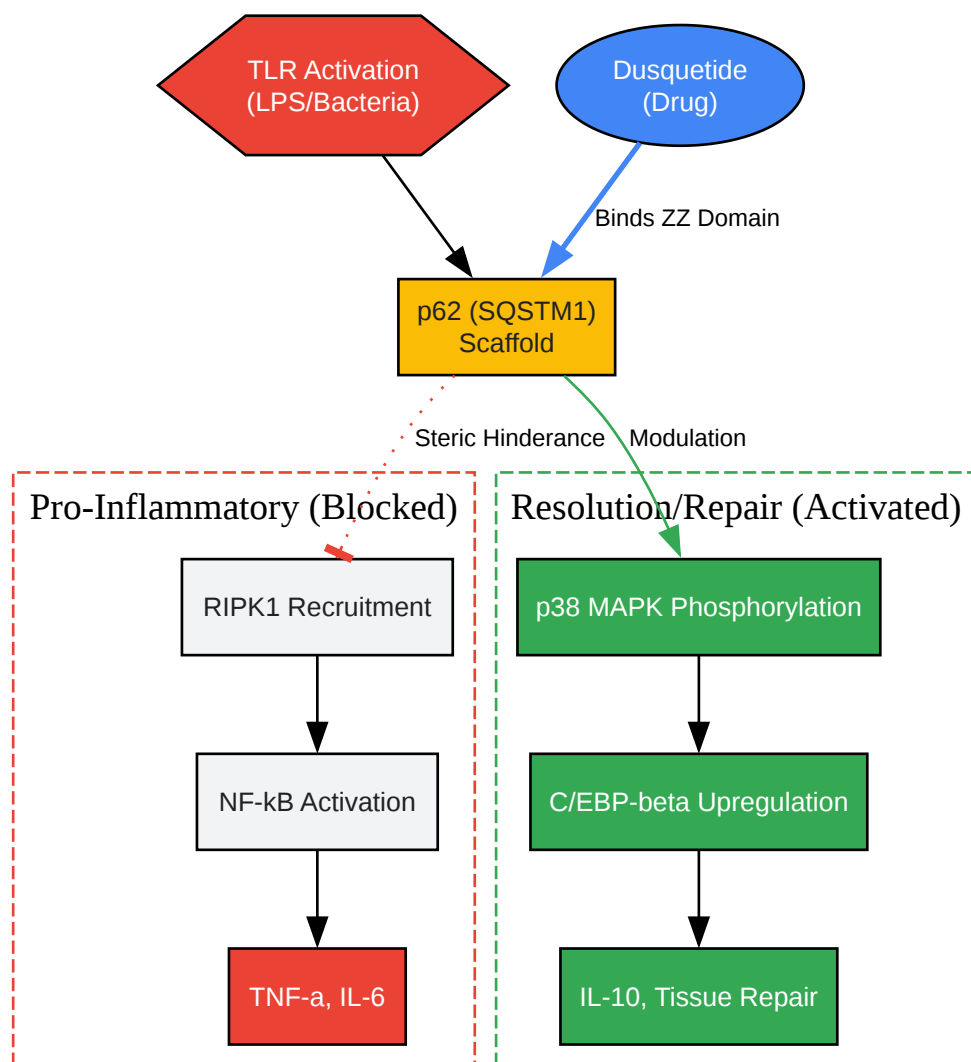 TLR Activation
(LPS/Bacteria)
Dusquetide
(Drug)
Binds ZZ Domain
p62 (SQSTM1)
Scaffold
Steric Hinderance
Modulation
Pro-Inflammatory (Blocked)
Resolution/Repair (Activated)
RIPK1 Recruitment
p38 MAPK Phosphorylation
NF-kB Activation
C/EBP-beta Upregulation
TNF-a, IL-6
IL-10, Tissue Repair